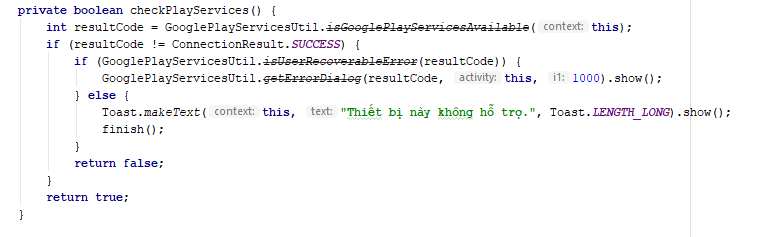 private boolean checkPlayServices() {
    int resultCode = GooglePlayServicesUtil.isGooglePlayServicesAvailable( context: this);
    if (resultCode != ConnectionResult.SUCCESS) {
        if (GooglePlayServicesUtil.isUserRecoverableError(resultCode)) {
            GooglePlayServicesUtil.getErrorDialog(resultCode, activity: this, i1: 1000).show();
        } else {
            Toast.makeText( context: this, text: "Thiết bị này không hỗ trợ.", Toast.LENGTH_LONG).show();
            finish();
        }
        return false;
    }
    return true;
}